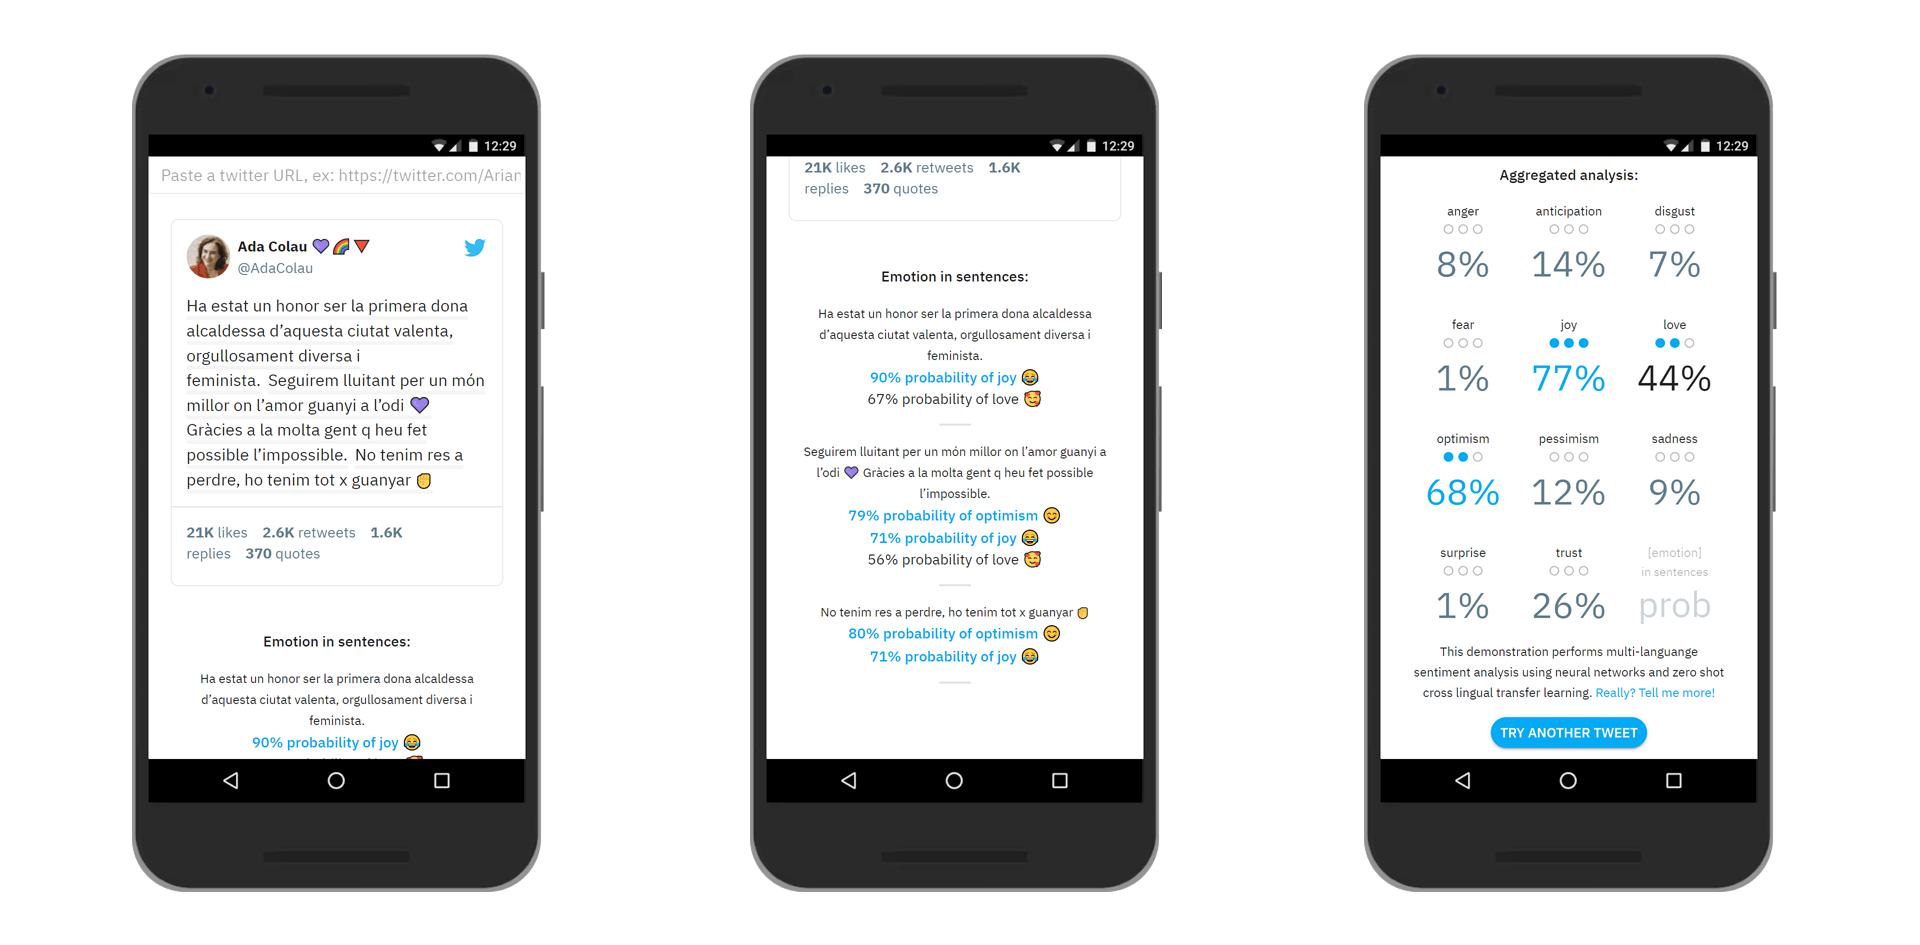 12:29
Paste a twitter URL, ex: https://twitter.com/Arian
Ada Colau 💜🌈🔻
@AdaColau
Ha estat un honor ser la primera dona
alcaldessa d’aquesta ciutat valenta,
orgullosament diversa i
feminista. Seguirem lluitant per un món
millor on l’amor guanyi a l’odi 💜
Gràcies a la molta gent q heu fet
possible l’impossible. No tenim res a
perdre, ho tenim tot x guanyar ✊
21K likes 2.6K retweets 1.6K
replies 370 quotes
Emotion in sentences:
Ha estat un honor ser la primera dona alcaldessa
d’aquesta ciutat valenta, orgullosament diversa i
feminista.
90% probability of joy 😂
12:29
21K likes 2.6K retweets 1.6K
replies 370 quotes
Emotion in sentences:
Ha estat un honor ser la primera dona alcaldessa
d’aquesta ciutat valenta, orgullosament diversa i
feminista.
90% probability of joy 😂
67% probability of love 🥰
Seguirem lluitant per un món millor on l’amor guanyi a
l’odi 💜 Gràcies a la molta gent q heu fet possible
l’impossible.
79% probability of optimism 😊
71% probability of joy 😂
56% probability of love 🥰
No tenim res a perdre, ho tenim tot x guanyar ✊
80% probability of optimism 😊
71% probability of joy 😂
12:29
Aggregated analysis:
anger anticipation disgust
8% 14% 7%
fear joy love
1% 77% 44%
optimism pessimism sadness
68% 12% 9%
surprise trust [emotion]
in sentences
1% 26% prob
This demonstration performs multi-languange
sentiment analysis using neural networks and zero shot
cross lingual transfer learning. Really? Tell me more!
TRY ANOTHER TWEET